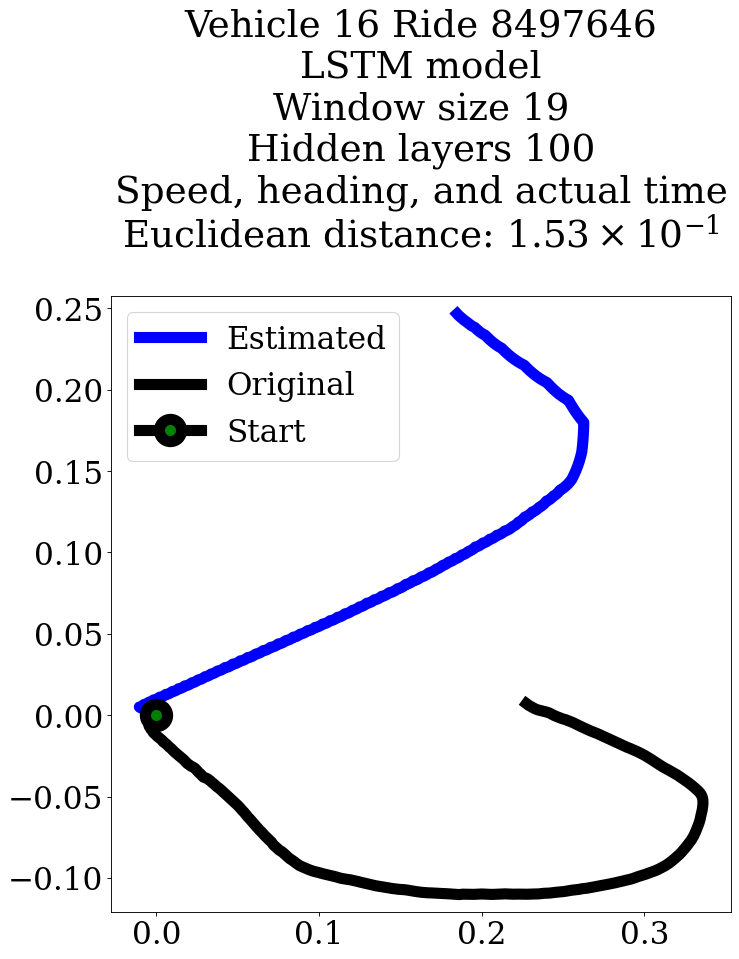 Vehicle 16 Ride 8497646
LSTM model
Window size 19
Hidden layers 100
Speed, heading, and actual time
Euclidean distance: 1.53 × 10⁻¹
Estimated
Original
Start
0.25
0.20
0.15
0.10
0.05
0.00
−0.05
−0.10
0.0 0.1 0.2 0.3